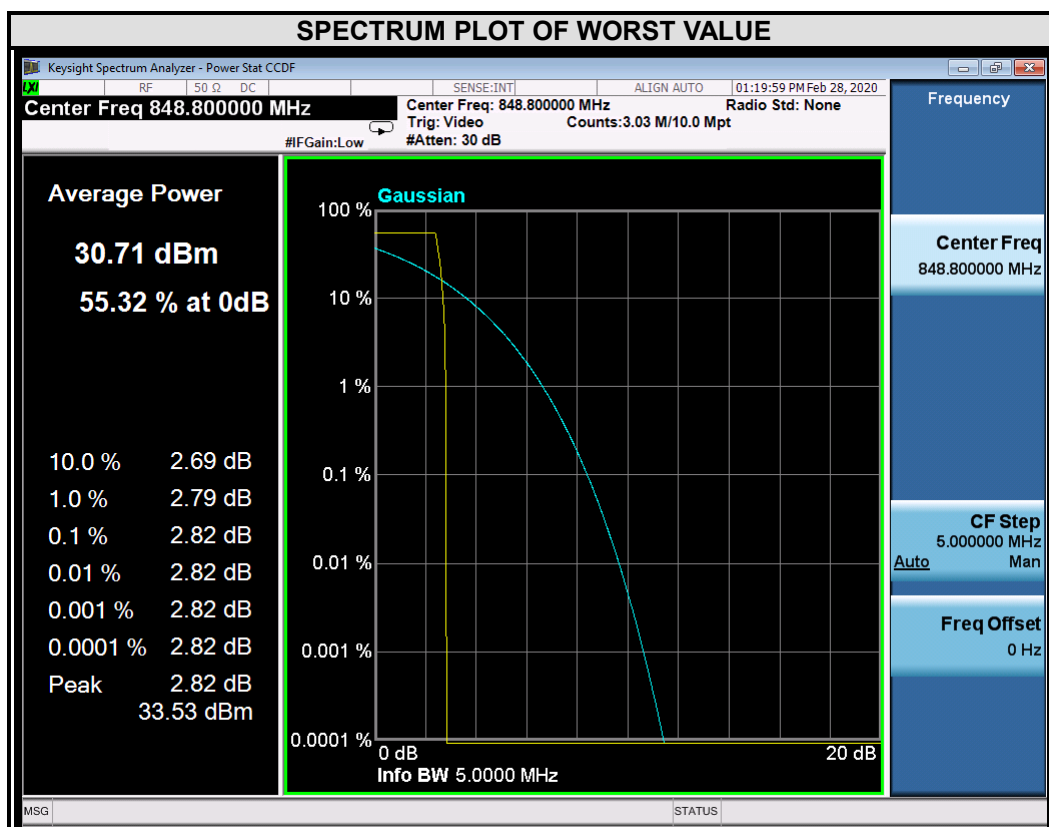 SPECTRUM PLOT OF WORST VALUE
Keysight Spectrum Analyzer - Power Stat CCDF
LXI RF 50 Ω DC SENSE:INT ALIGN AUTO 01:19:59 PM Feb 28, 2020
Center Freq 848.800000 MHz
#IFGain:Low
Center Freq: 848.800000 MHz Radio Std: None
Trig: Video Counts:3.03 M/10.0 Mpt
#Atten: 30 dB
Average Power
30.71 dBm
55.32 % at 0dB
10.0 % 2.69 dB
1.0 % 2.79 dB
0.1 % 2.82 dB
0.01 % 2.82 dB
0.001 % 2.82 dB
0.0001 % 2.82 dB
Peak 2.82 dB
33.53 dBm
Gaussian
100 %
10 %
1 %
0.1 %
0.01 %
0.001 %
0.0001 %
0 dB 20 dB
Info BW 5.0000 MHz
Frequency
Center Freq
848.800000 MHz
CF Step
5.000000 MHz
Auto Man
Freq Offset
0 Hz
MSG STATUS